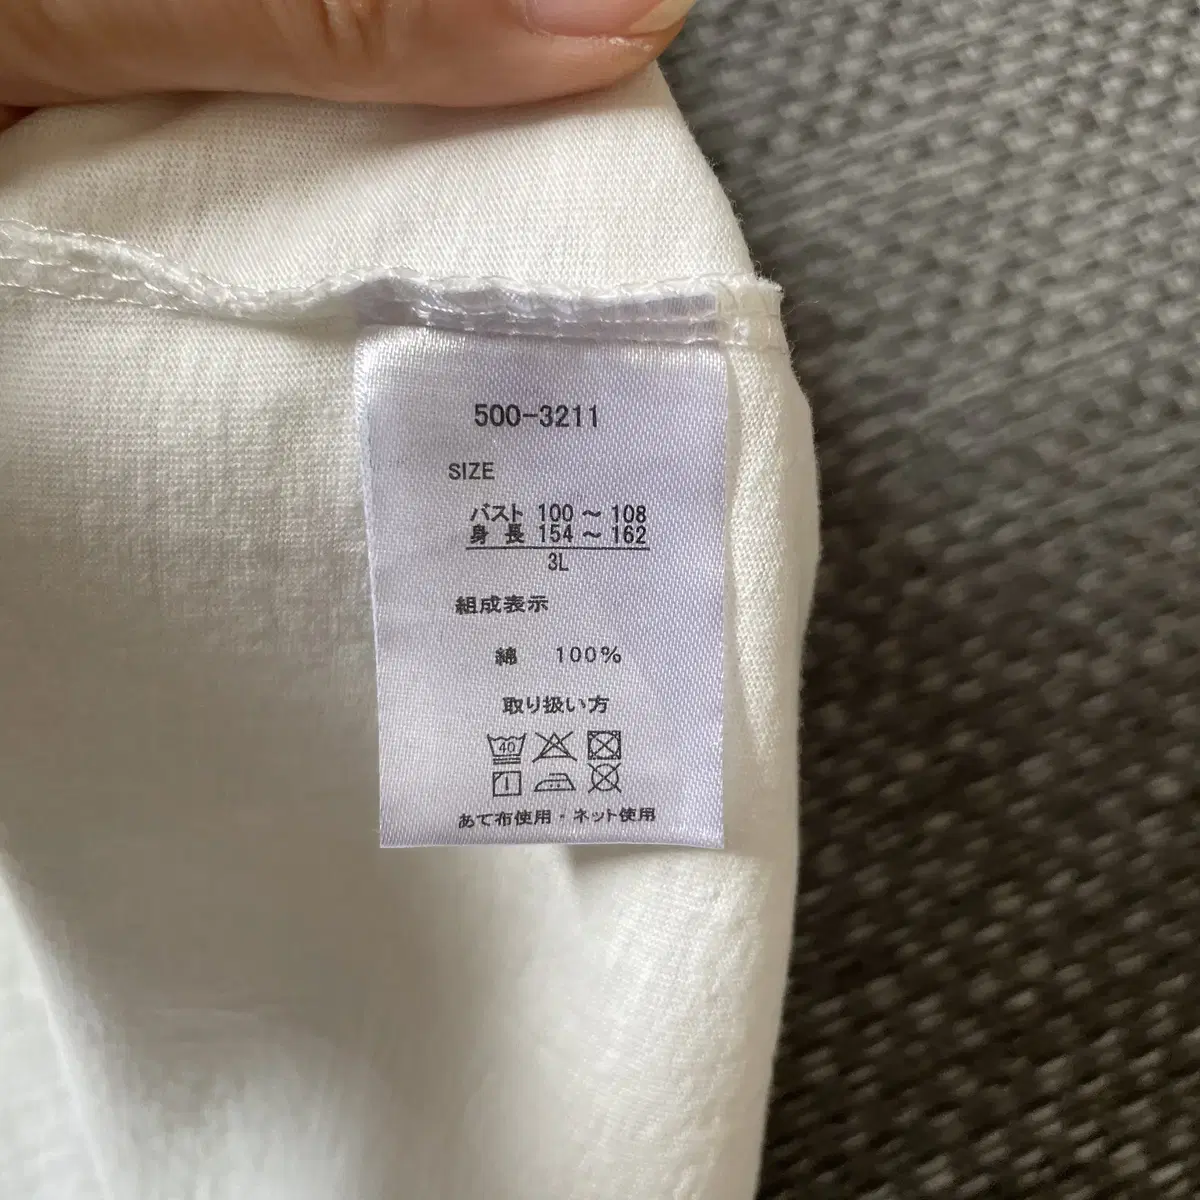 500-3211
SIZE
バスト 100 ～ 108
身 長 154 ～ 162
3L
組成表示
綿 100%
取り扱い方
40
あて布使用・ネット使用